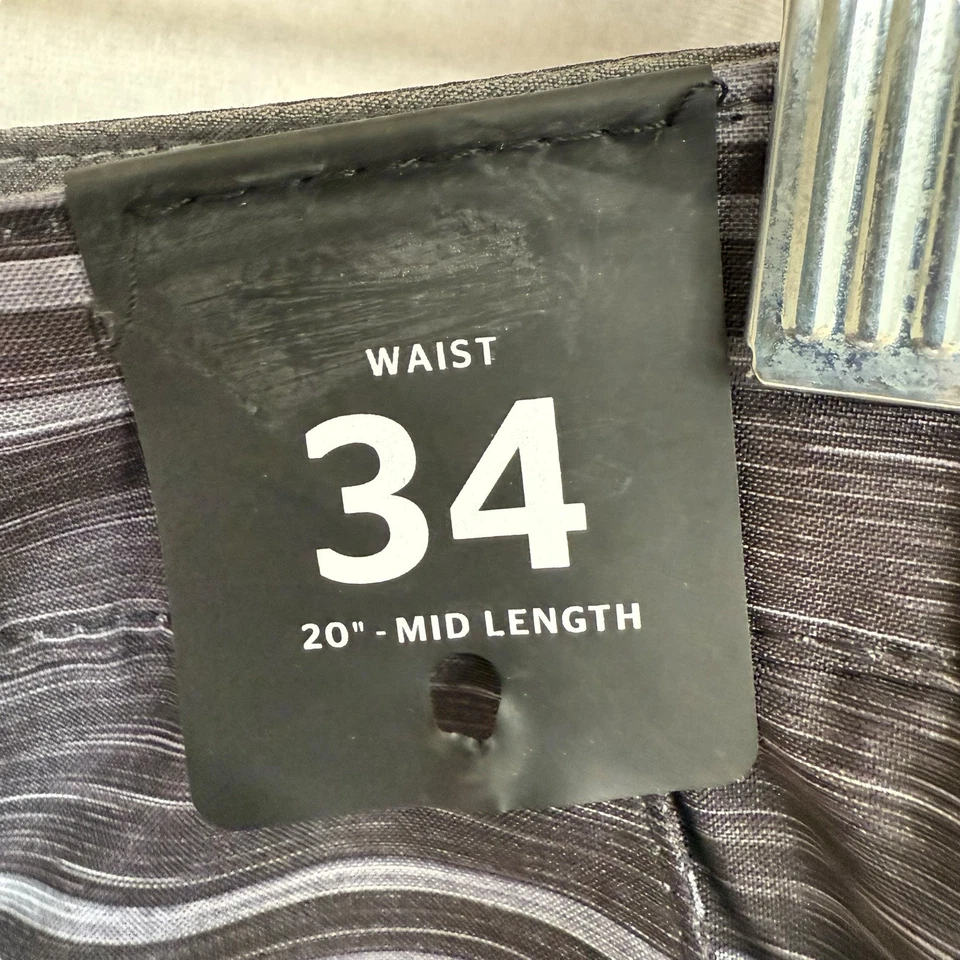 WAIST
34
20" - MID LENGTH